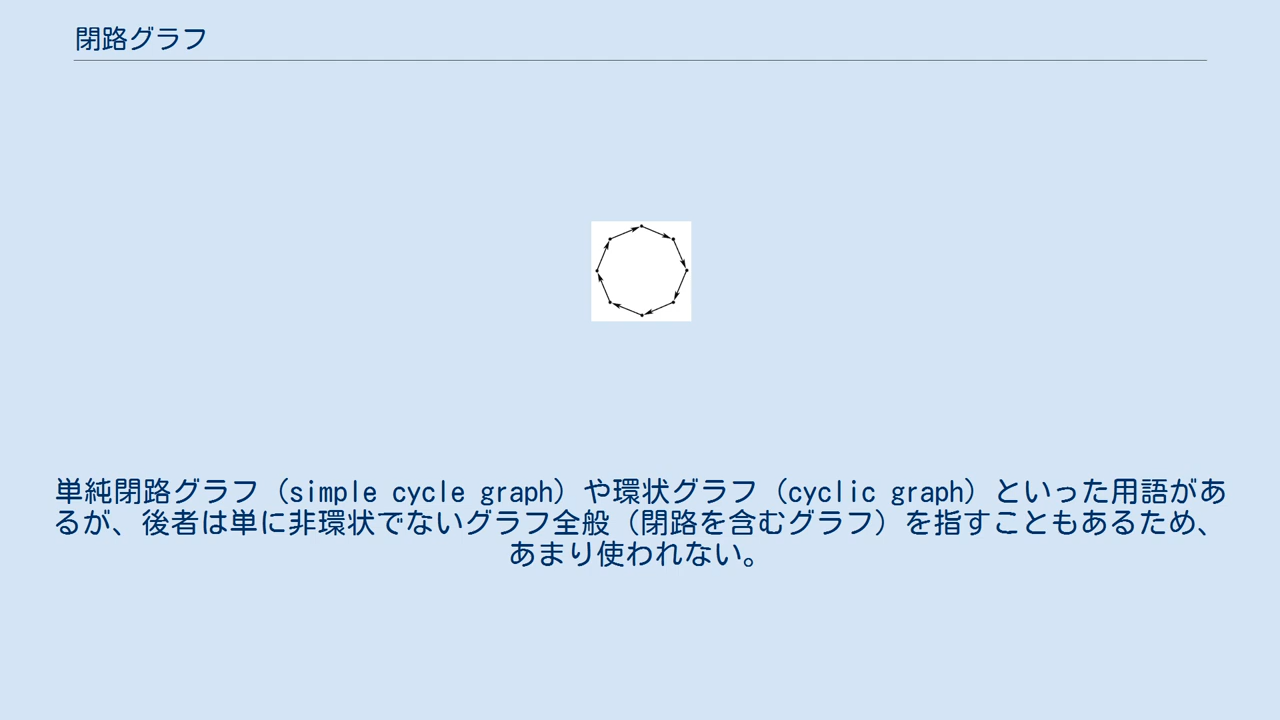 閉路グラフ
単純閉路グラフ（simple cycle graph）や環状グラフ（cyclic graph）といった用語があ
るが、後者は単に非環状でないグラフ全般（閉路を含むグラフ）を指すこともあるため、
あまり使われない。